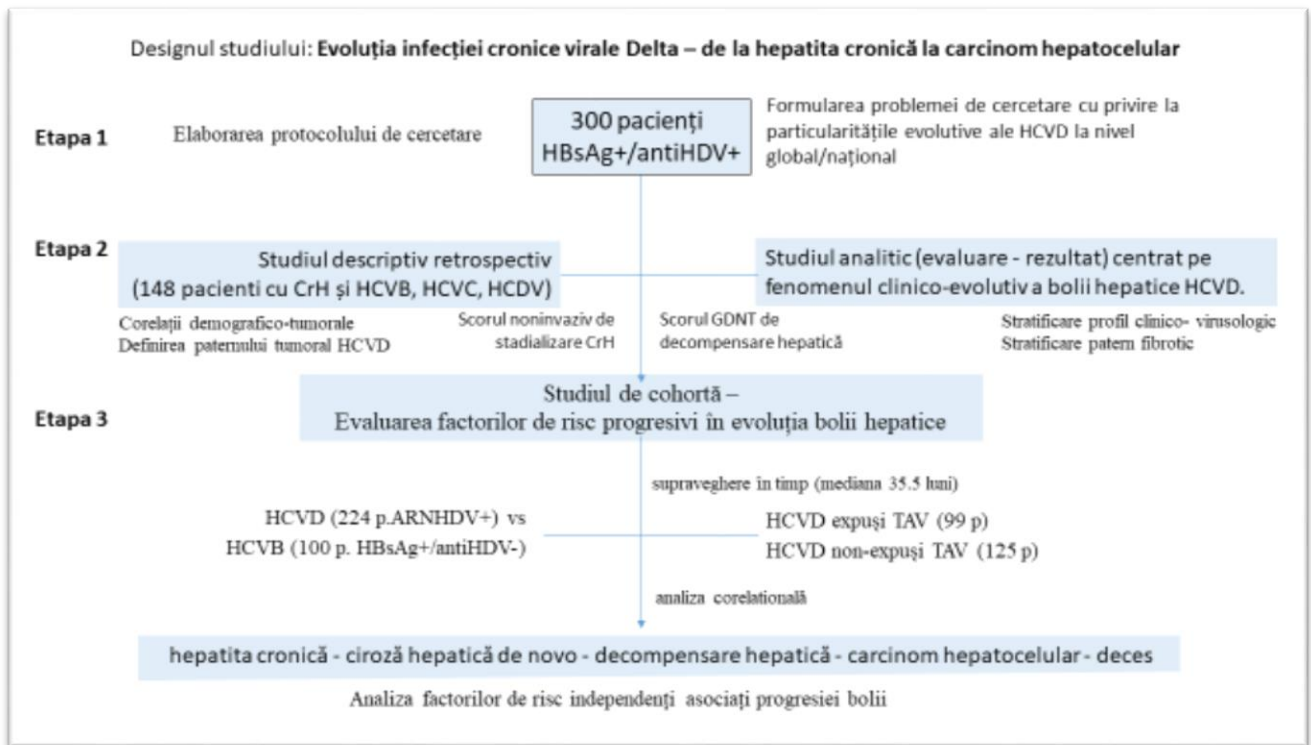 Designul studiului: Evoluția infecției cronice virale Delta – de la hepatita cronică la carcinom hepatocelular
Etapa 1
Elaborarea protocolului de cercetare
300 pacienți
HBsAg+/antiHDV+
Formularea problemei de cercetare cu privire la
particularitățile evolutive ale HCVD la nivel
global/național
Etapa 2
Studiul descriptiv retrospectiv
(148 pacienti cu CrH și HCVB, HCVC, HCDV)
Studiul analitic (evaluare - rezultat) centrat pe
fenomenul clinico-evolutiv a bolii hepatice HCVD.
Corelații demografico-tumorale
Definirea paternului tumoral HCVD
Scorul noninvaziv de
stadializare CrH
Scorul GDNT de
decompensare hepatică
Stratificare profil clinico- virusologic
Stratificare patern fibrotic
Etapa 3
Studiul de cohortă –
Evaluarea factorilor de risc progresivi în evoluția bolii hepatice
supraveghere în timp (mediana 35.5 luni)
HCVD (224 p.ARNHDV+) vs
HCVB (100 p. HBsAg+/antiHDV-)
HCVD expuși TAV (99 p)
HCVD non-expuși TAV (125 p)
analiza corelatională
hepatita cronică - ciroză hepatică de novo - decompensare hepatică - carcinom hepatocelular - deces
Analiza factorilor de risc independenți asociați progresiei bolii